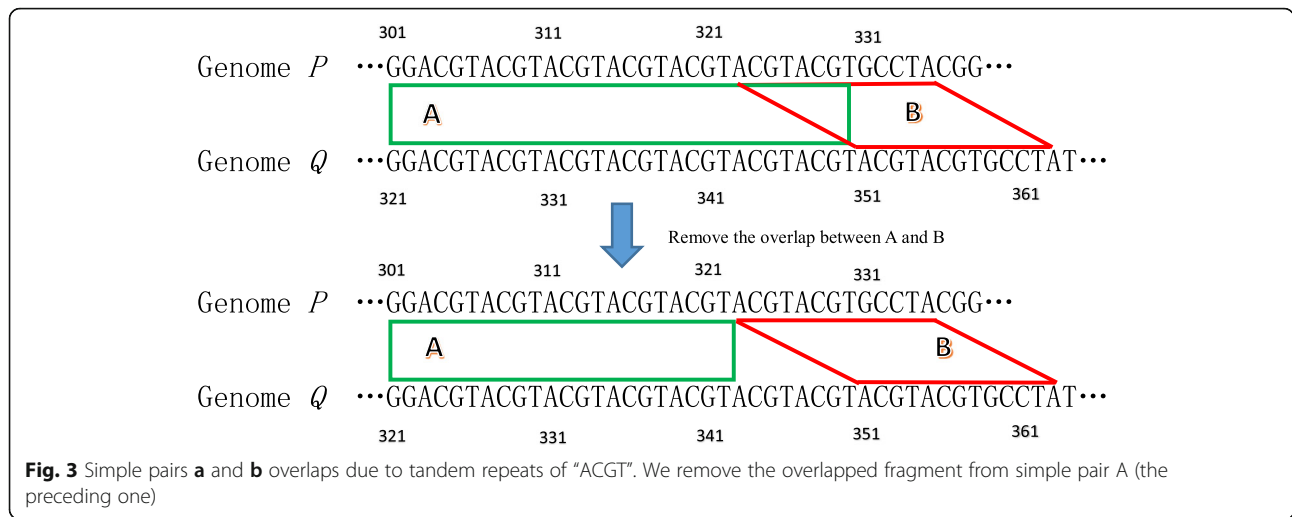 301 311 321 331
Genome P ···GGACGTACGTACGTACGTACGTACGTACGTGCCTACGG···
A B
Genome Q ···GGACGTACGTACGTACGTACGTACGTACGTACGTACGTGCCTAT···
321 331 341 351 361
Remove the overlap between A and B
301 311 321 331
Genome P ···GGACGTACGTACGTACGTACGTACGTACGTGCCTACGG···
A B
Genome Q ···GGACGTACGTACGTACGTACGTACGTACGTACGTACGTGCCTAT···
321 331 341 351 361
Fig. 3 Simple pairs a and b overlaps due to tandem repeats of “ACGT”. We remove the overlapped fragment from simple pair A (the
preceding one)